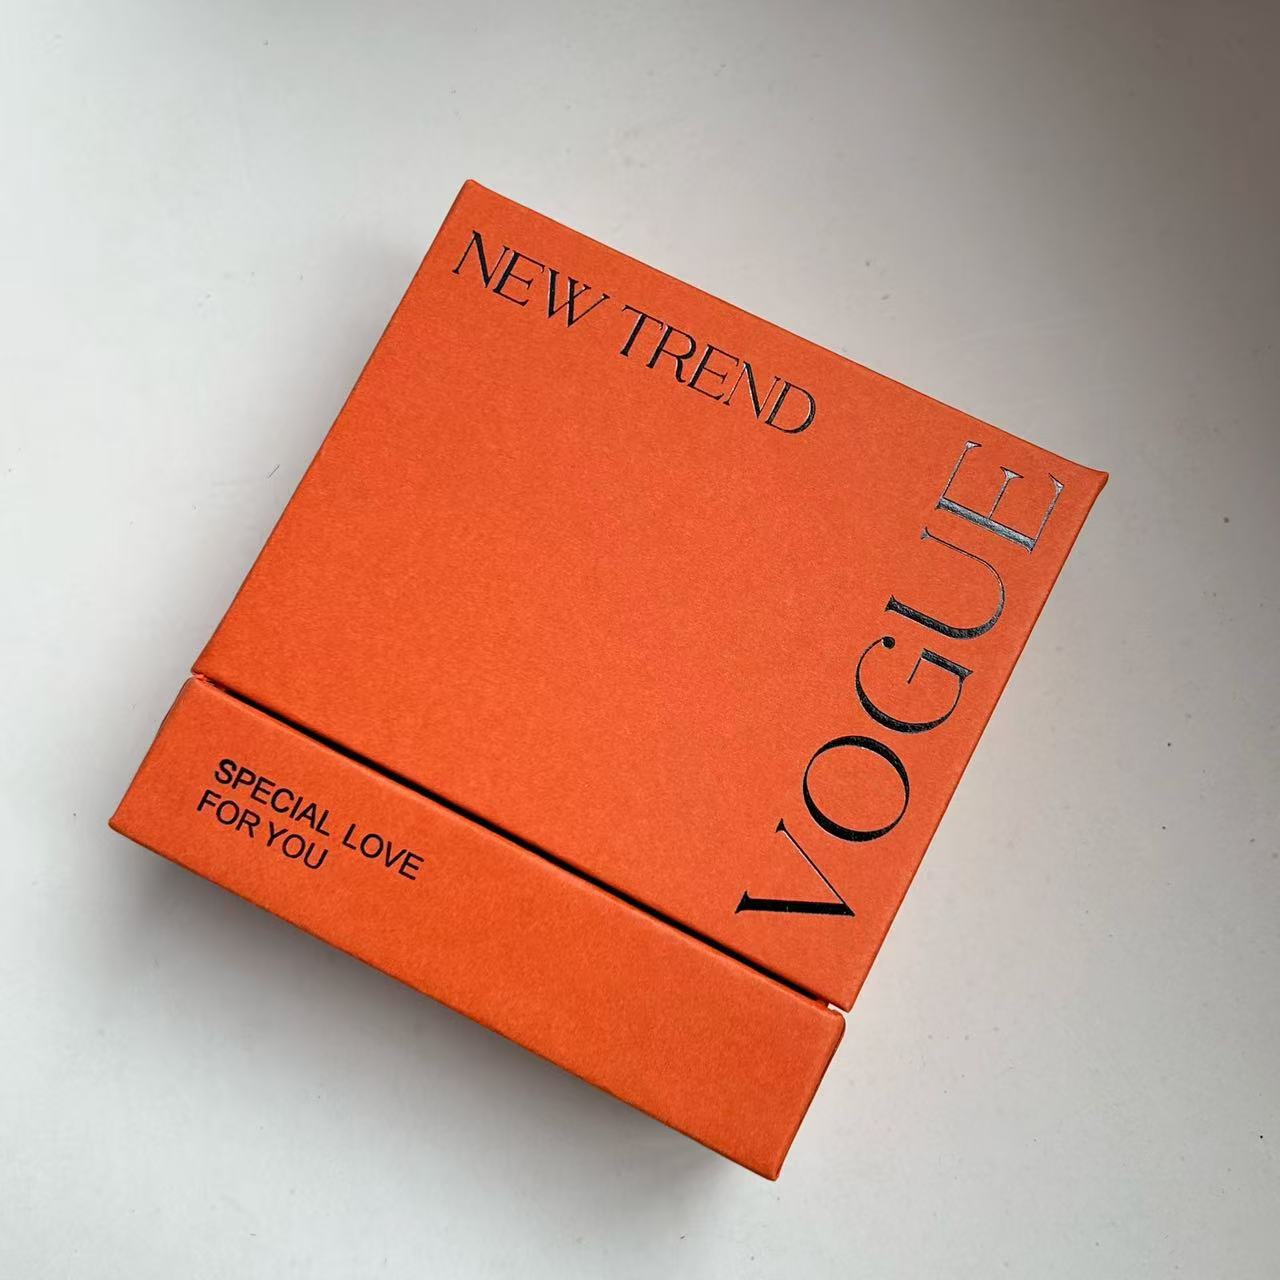 NEW TREND
VOGUE
SPECIAL LOVE
FOR YOU